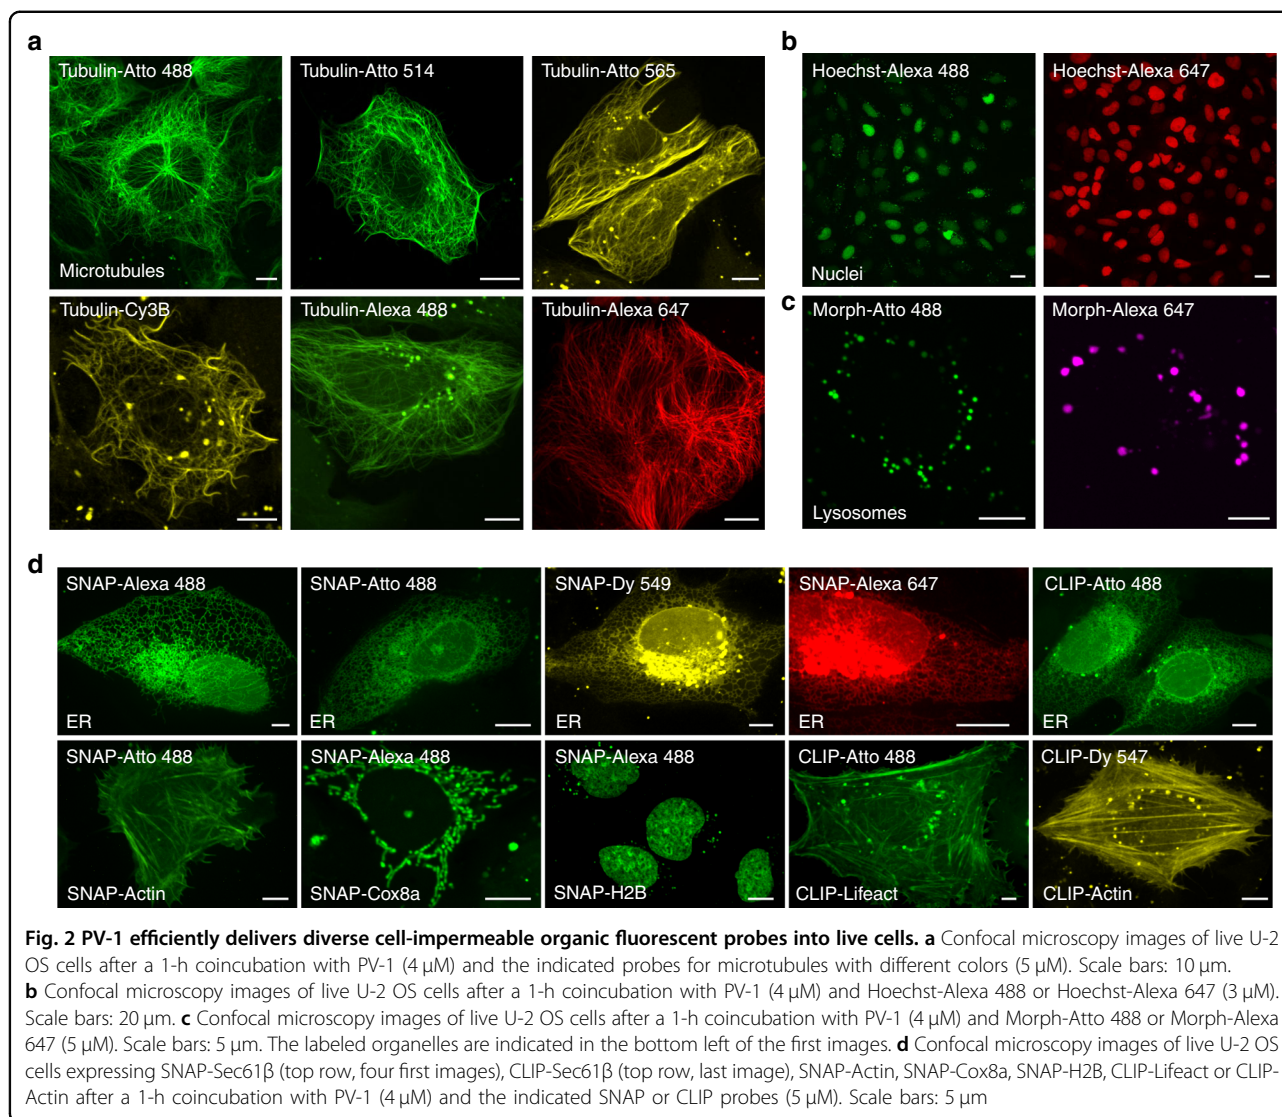 a
Tubulin-Atto 488
Tubulin-Atto 514
Tubulin-Atto 565
Microtubules
Tubulin-Cy3B
Tubulin-Alexa 488
Tubulin-Alexa 647
b
Hoechst-Alexa 488
Hoechst-Alexa 647
Nuclei
c
Morph-Atto 488
Morph-Alexa 647
Lysosomes
d
SNAP-Alexa 488
SNAP-Atto 488
SNAP-Dy 549
SNAP-Alexa 647
CLIP-Atto 488
ER
ER
ER
ER
ER
SNAP-Atto 488
SNAP-Alexa 488
SNAP-Alexa 488
CLIP-Atto 488
CLIP-Dy 547
SNAP-Actin
SNAP-Cox8a
SNAP-H2B
CLIP-Lifeact
CLIP-Actin
Fig. 2 PV-1 efficiently delivers diverse cell-impermeable organic fluorescent probes into live cells. a Confocal microscopy images of live U-2
OS cells after a 1-h coincubation with PV-1 (4 μM) and the indicated probes for microtubules with different colors (5 μM). Scale bars: 10 μm.
b Confocal microscopy images of live U-2 OS cells after a 1-h coincubation with PV-1 (4 μM) and Hoechst-Alexa 488 or Hoechst-Alexa 647 (3 μM).
Scale bars: 20 μm. c Confocal microscopy images of live U-2 OS cells after a 1-h coincubation with PV-1 (4 μM) and Morph-Atto 488 or Morph-Alexa
647 (5 μM). Scale bars: 5 μm. The labeled organelles are indicated in the bottom left of the first images. d Confocal microscopy images of live U-2 OS
cells expressing SNAP-Sec61β (top row, four first images), CLIP-Sec61β (top row, last image), SNAP-Actin, SNAP-Cox8a, SNAP-H2B, CLIP-Lifeact or CLIP-
Actin after a 1-h coincubation with PV-1 (4 μM) and the indicated SNAP or CLIP probes (5 μM). Scale bars: 5 μm